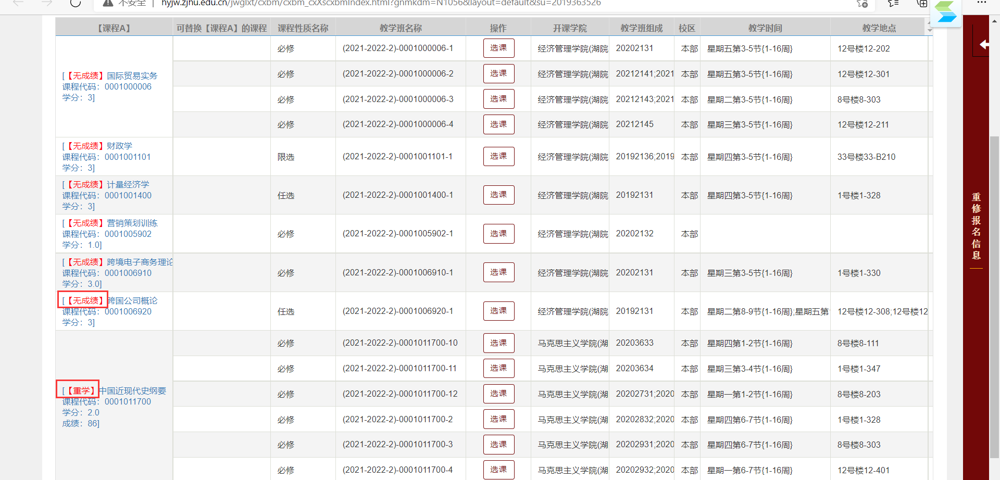 不安全 | hyjw.zjhu.edu.cn/jwglxt/cxbm/cxbm_cxXscxbmIndex.html?gnmkdm=N1056&layout=default&su=2019363526
【课程A】 可替换【课程A】的课程 课程性质名称 教学班名称 操作 开课学院 教学班组成 校区 教学时间 教学地点
[【无成绩】国际贸易实务
课程代码：0001000006
学分：3]
必修 (2021-2022-2)-0001000006-1 选课 经济管理学院(湖院 20202131 本部 星期五第3-5节{1-16周} 12号楼12-202
必修 (2021-2022-2)-0001000006-2 选课 经济管理学院(湖院 20212141;2021 本部 星期五第3-5节{1-16周} 12号楼12-301
必修 (2021-2022-2)-0001000006-3 选课 经济管理学院(湖院 20212143;2021 本部 星期二第3-5节{1-16周} 8号楼8-303
必修 (2021-2022-2)-0001000006-4 选课 经济管理学院(湖院 20212145 本部 星期三第3-5节{1-16周} 12号楼12-211
[【无成绩】财政学
课程代码：0001001101
学分：3]
限选 (2021-2022-2)-0001001101-1 选课 经济管理学院(湖院 20192136;2019 本部 星期四第3-5节{1-16周} 33号楼33-B210
[【无成绩】计量经济学
课程代码：0001001400
学分：3]
任选 (2021-2022-2)-0001001400-1 选课 经济管理学院(湖院 20192131 本部 星期四第3-5节{1-16周} 1号楼1-328
[【无成绩】营销策划训练
课程代码：0001005902
学分：1.0]
必修 (2021-2022-2)-0001005902-1 选课 经济管理学院(湖院 20202132 本部
[【无成绩】跨境电子商务理论
课程代码：0001006910
学分：3.0]
必修 (2021-2022-2)-0001006910-1 选课 经济管理学院(湖院 20202131 本部 星期三第3-5节{1-16周} 1号楼1-330
[【无成绩】跨国公司概论
课程代码：0001006920
学分：3]
任选 (2021-2022-2)-0001006920-1 选课 经济管理学院(湖院 20192131 本部 星期二第8-9节{1-16周};星期五第 12号楼12-308;12号楼12
[【重学】中国近现代史纲要
课程代码：0001011700
学分：2.0
成绩：86]
必修 (2021-2022-2)-0001011700-10 选课 马克思主义学院(湖 20203633 本部 星期四第1-2节{1-16周} 8号楼8-111
必修 (2021-2022-2)-0001011700-11 选课 马克思主义学院(湖 20203634 本部 星期三第3-4节{1-16周} 1号楼1-347
必修 (2021-2022-2)-0001011700-12 选课 马克思主义学院(湖 20202731;2020 本部 星期一第1-2节{1-16周} 8号楼8-203
必修 (2021-2022-2)-0001011700-2 选课 马克思主义学院(湖 20202832;2020 本部 星期四第6-7节{1-16周} 1号楼1-328
必修 (2021-2022-2)-0001011700-3 选课 马克思主义学院(湖 20202931;2020 本部 星期四第6-7节{1-16周} 8号楼8-303
必修 (2021-2022-2)-0001011700-4 选课 马克思主义学院(湖 20202932;2020 本部 星期一第6-7节{1-16周} 12号楼12-401
重修报名信息